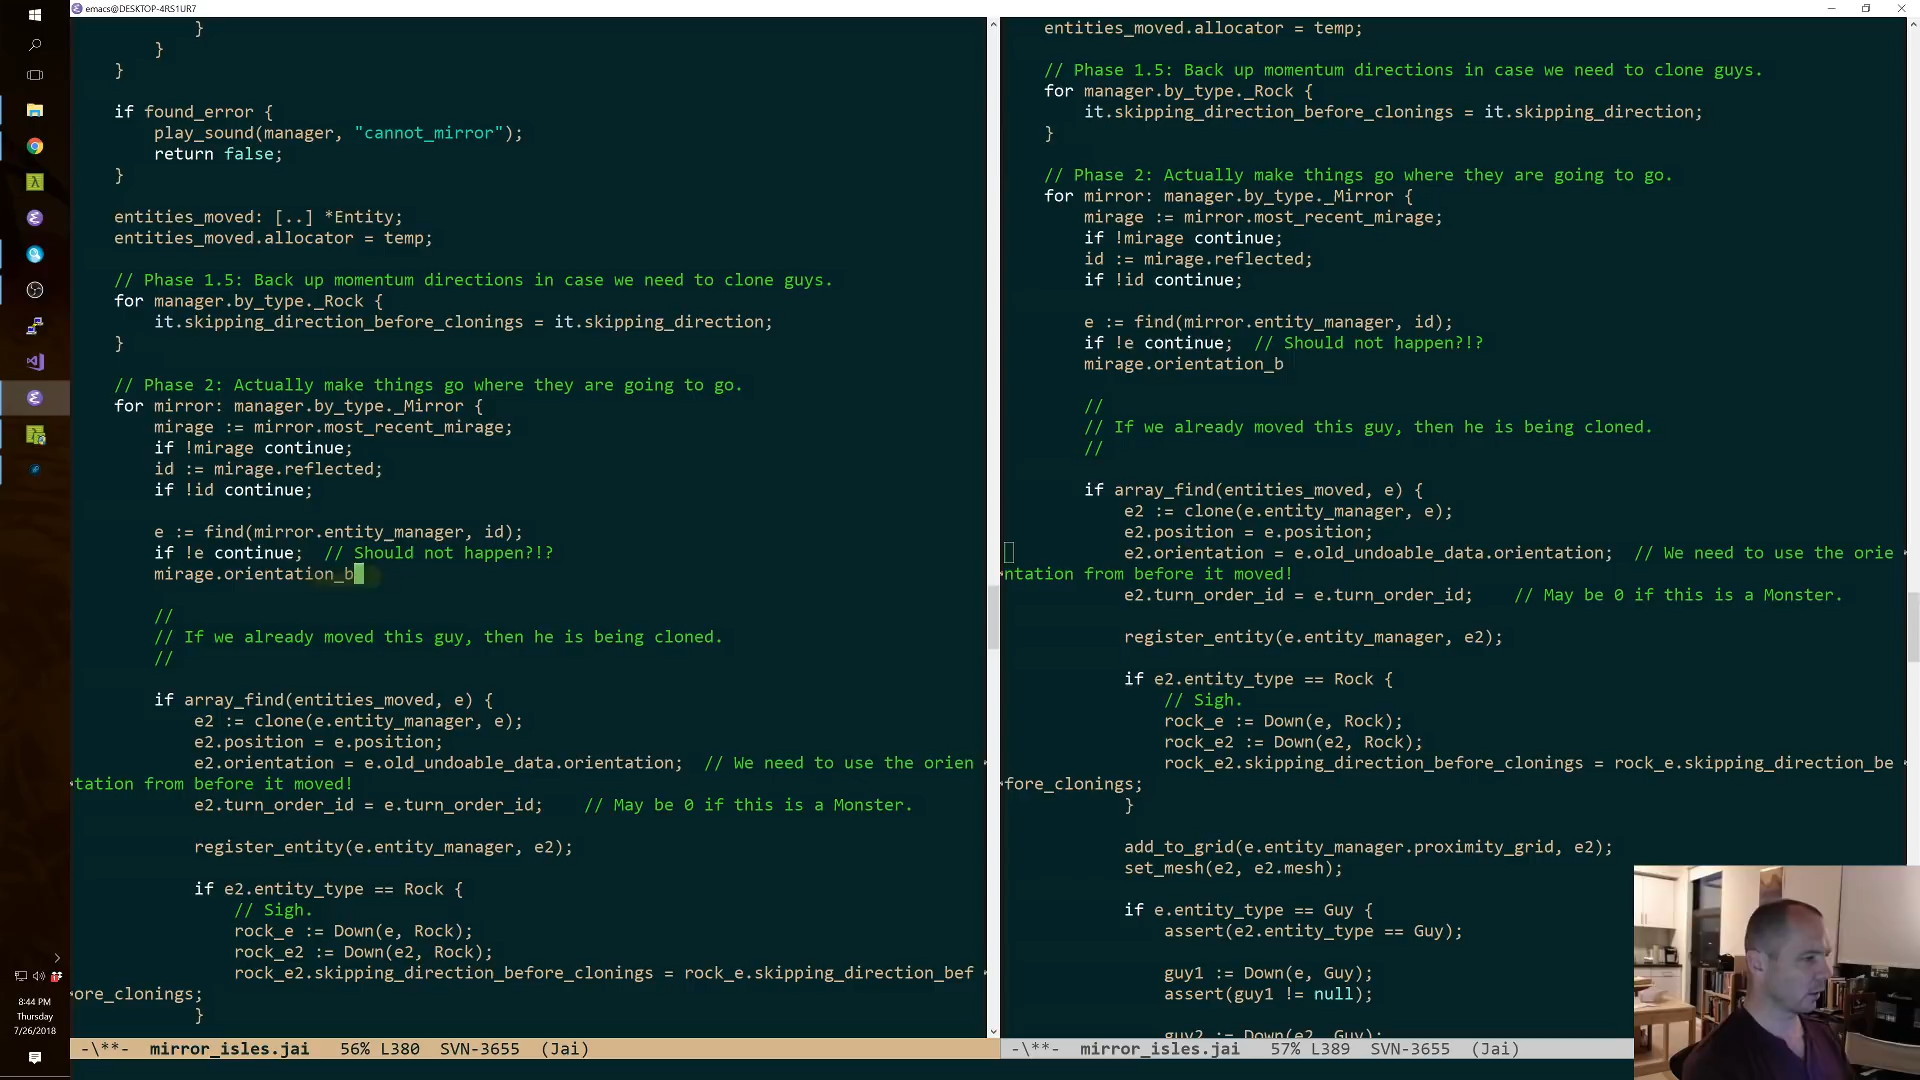 emacs@DESKTOP-4RS1UR7
}
}
}
if found_error {
play_sound(manager, "cannot_mirror");
return false;
}
entities_moved: [..] *Entity;
entities_moved.allocator = temp;
// Phase 1.5: Back up momentum directions in case we need to clone guys.
for manager.by_type._Rock {
it.skipping_direction_before_clonings = it.skipping_direction;
}
// Phase 2: Actually make things go where they are going to go.
for mirror: manager.by_type._Mirror {
mirage := mirror.most_recent_mirage;
if !mirage continue;
id := mirage.reflected;
if !id continue;
e := find(mirror.entity_manager, id);
if !e continue;  // Should not happen?!?
mirage.orientation_b
//
// If we already moved this guy, then he is being cloned.
//
if array_find(entities_moved, e) {
e2 := clone(e.entity_manager, e);
e2.position = e.position;
e2.orientation = e.old_undoable_data.orientation;  // We need to use the orien
tation from before it moved!
e2.turn_order_id = e.turn_order_id;    // May be 0 if this is a Monster.
register_entity(e.entity_manager, e2);
if e2.entity_type == Rock {
// Sigh.
rock_e := Down(e, Rock);
rock_e2 := Down(e2, Rock);
rock_e2.skipping_direction_before_clonings = rock_e.skipping_direction_bef
ore_clonings;
}
-\**-  mirror_isles.jai   56% L380  SVN-3655  (Jai)
entities_moved.allocator = temp;
// Phase 1.5: Back up momentum directions in case we need to clone guys.
for manager.by_type._Rock {
it.skipping_direction_before_clonings = it.skipping_direction;
}
// Phase 2: Actually make things go where they are going to go.
for mirror: manager.by_type._Mirror {
mirage := mirror.most_recent_mirage;
if !mirage continue;
id := mirage.reflected;
if !id continue;
e := find(mirror.entity_manager, id);
if !e continue;  // Should not happen?!?
mirage.orientation_b
//
// If we already moved this guy, then he is being cloned.
//
if array_find(entities_moved, e) {
e2 := clone(e.entity_manager, e);
e2.position = e.position;
e2.orientation = e.old_undoable_data.orientation;  // We need to use the orie
ntation from before it moved!
e2.turn_order_id = e.turn_order_id;    // May be 0 if this is a Monster.
register_entity(e.entity_manager, e2);
if e2.entity_type == Rock {
// Sigh.
rock_e := Down(e, Rock);
rock_e2 := Down(e2, Rock);
rock_e2.skipping_direction_before_clonings = rock_e.skipping_direction_be
fore_clonings;
}
add_to_grid(e.entity_manager.proximity_grid, e2);
set_mesh(e2, e2.mesh);
if e.entity_type == Guy {
assert(e2.entity_type == Guy);
guy1 := Down(e, Guy);
assert(guy1 != null);
guy2 := Down(e2, Guy);
-\**-  mirror_isles.jai   57% L389  SVN-3655  (Jai)
8:44 PM
Thursday
7/26/2018